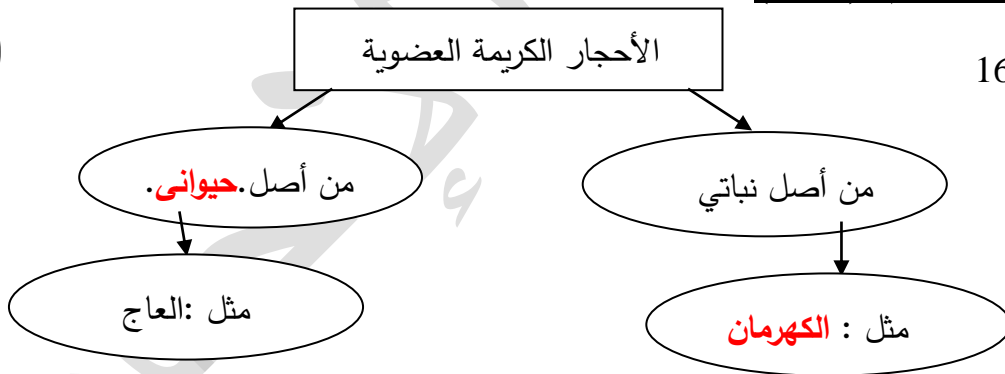 الأحجار الكريمة العضوية
16
من أصل نباتي
من أصل.حيوانى.
مثل : الكهرمان
مثل :العاج